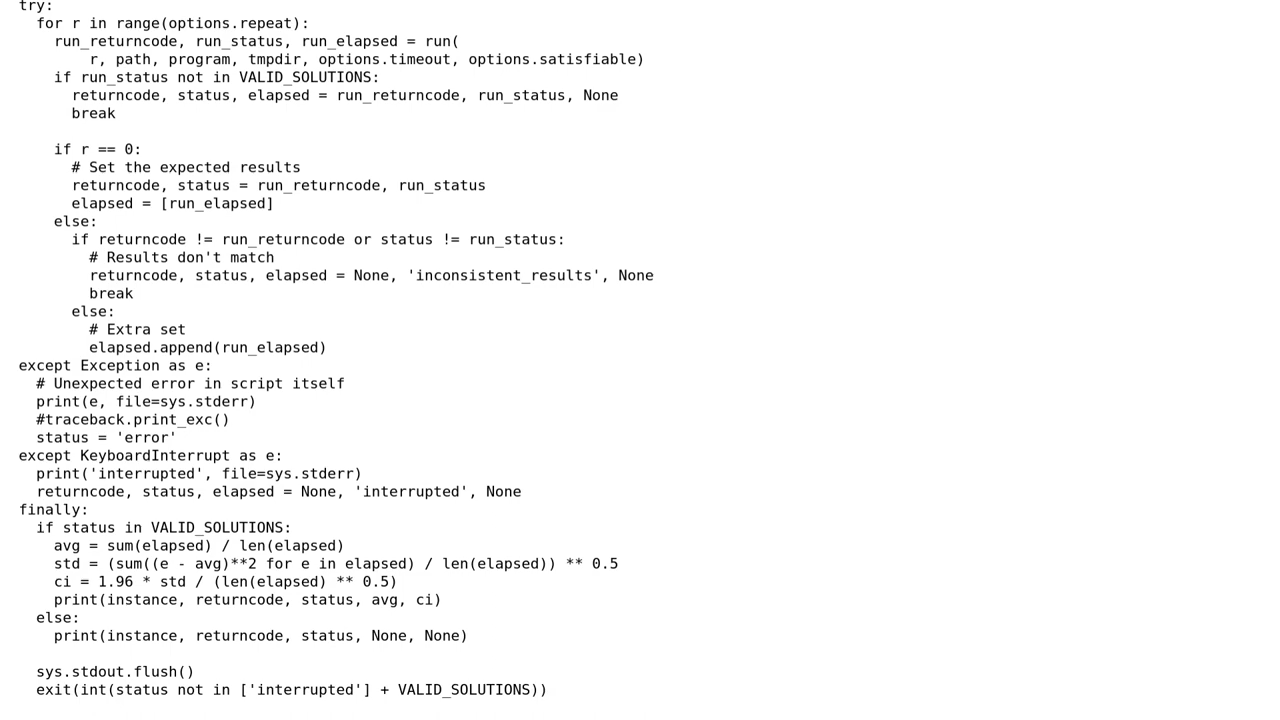 try:
for r in range(options.repeat):
run_returncode, run_status, run_elapsed = run(
r, path, program, tmpdir, options.timeout, options.satisfiable)
if run_status not in VALID_SOLUTIONS:
returncode, status, elapsed = run_returncode, run_status, None
break
if r == 0:
# Set the expected results
returncode, status = run_returncode, run_status
elapsed = [run_elapsed]
else:
if returncode != run_returncode or status != run_status:
# Results don't match
returncode, status, elapsed = None, 'inconsistent_results', None
break
else:
# Extra set
elapsed.append(run_elapsed)
except Exception as e:
# Unexpected error in script itself
print(e, file=sys.stderr)
#traceback.print_exc()
status = 'error'
except KeyboardInterrupt as e:
print('interrupted', file=sys.stderr)
returncode, status, elapsed = None, 'interrupted', None
finally:
if status in VALID_SOLUTIONS:
avg = sum(elapsed) / len(elapsed)
std = (sum((e - avg)**2 for e in elapsed) / len(elapsed)) ** 0.5
ci = 1.96 * std / (len(elapsed) ** 0.5)
print(instance, returncode, status, avg, ci)
else:
print(instance, returncode, status, None, None)
sys.stdout.flush()
exit(int(status not in ['interrupted'] + VALID_SOLUTIONS))